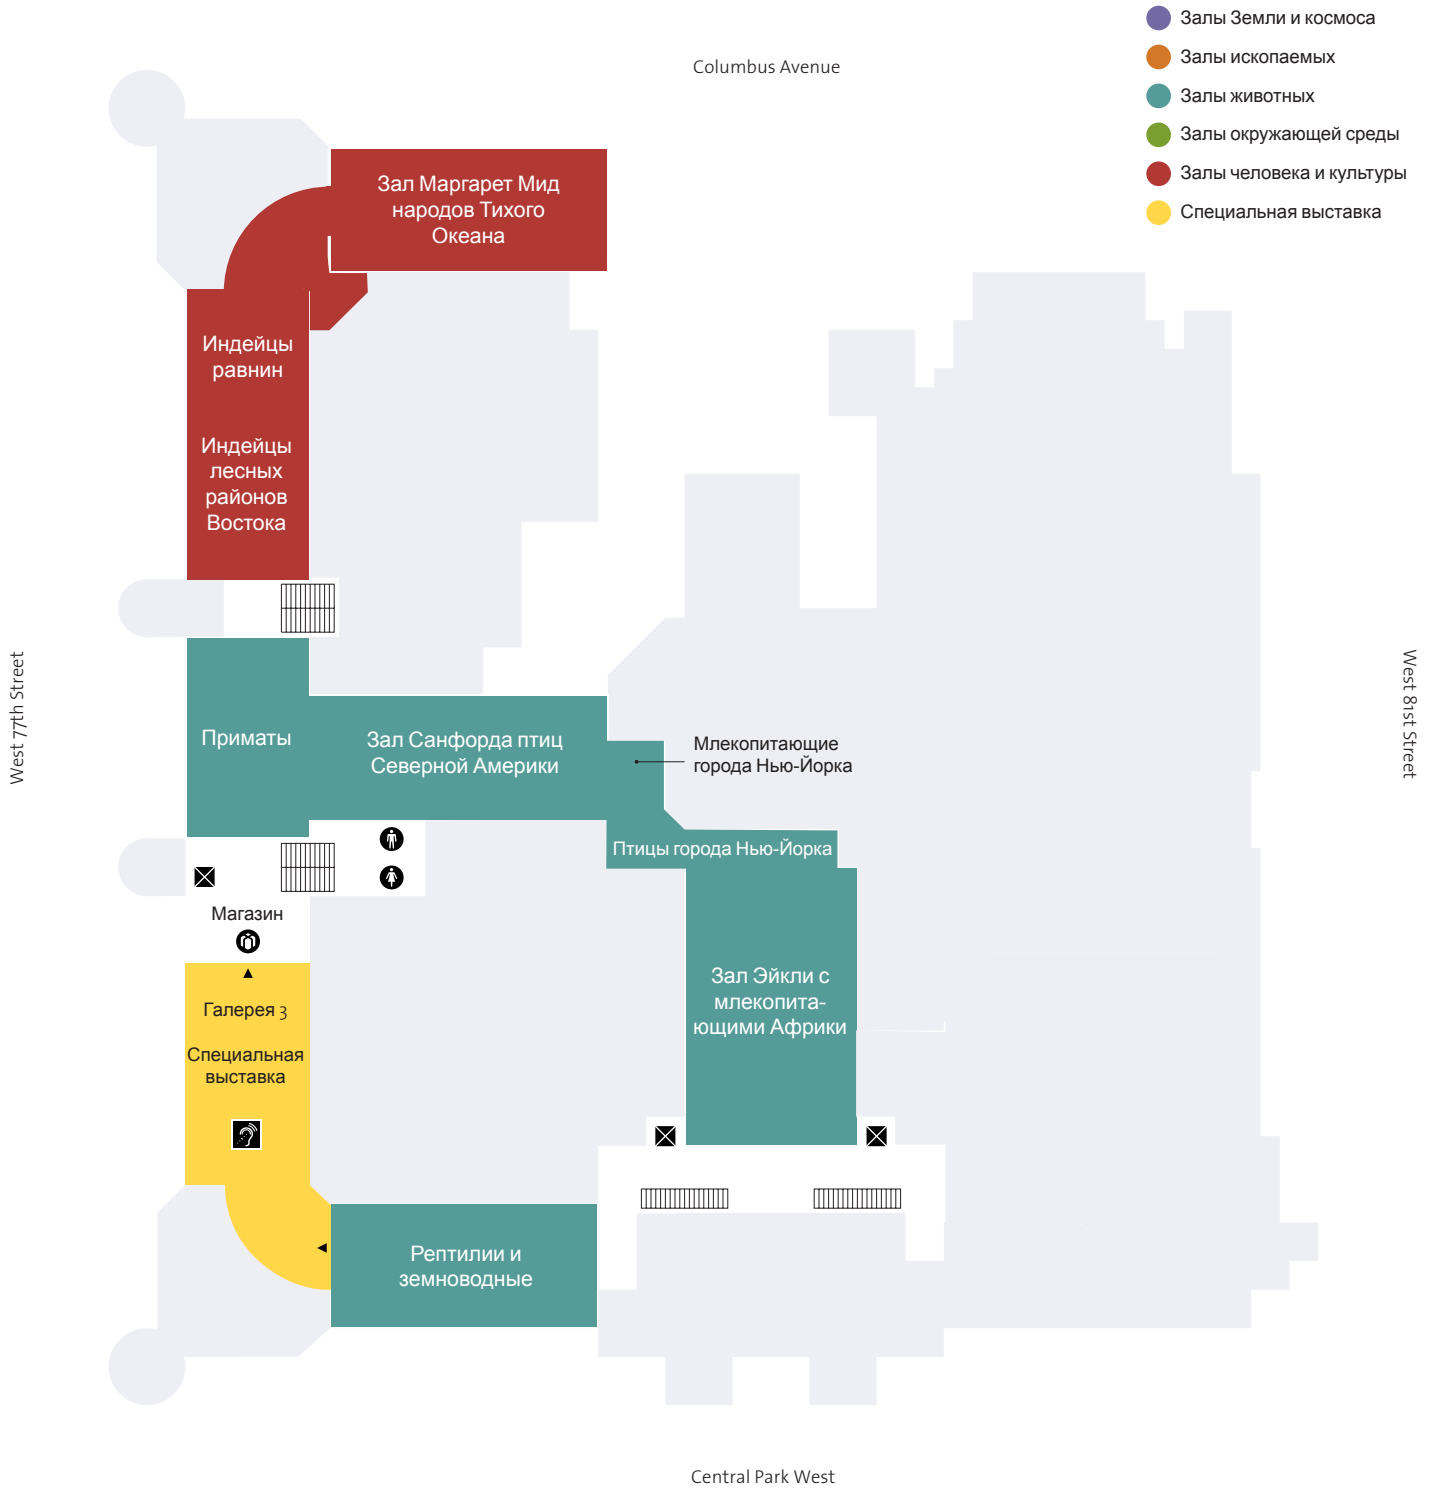 Залы Земли и космоса
Залы ископаемых
Залы животных
Залы окружающей среды
Залы человека и культуры
Специальная выставка
Columbus Avenue
Зал Маргарет Мид
народов Тихого
Океана
Индейцы
равнин
Индейцы
лесных
районов
Востока
West 77th Street
West 81st Street
Приматы
Зал Санфорда птиц
Северной Америки
Млекопитающие
города Нью-Йорка
Птицы города Нью-Йорка
Магазин
Зал Эйкли с
млекопита-
ющими Африки
Галерея 3
Специальная
выставка
Рептилии и
земноводные
Central Park West